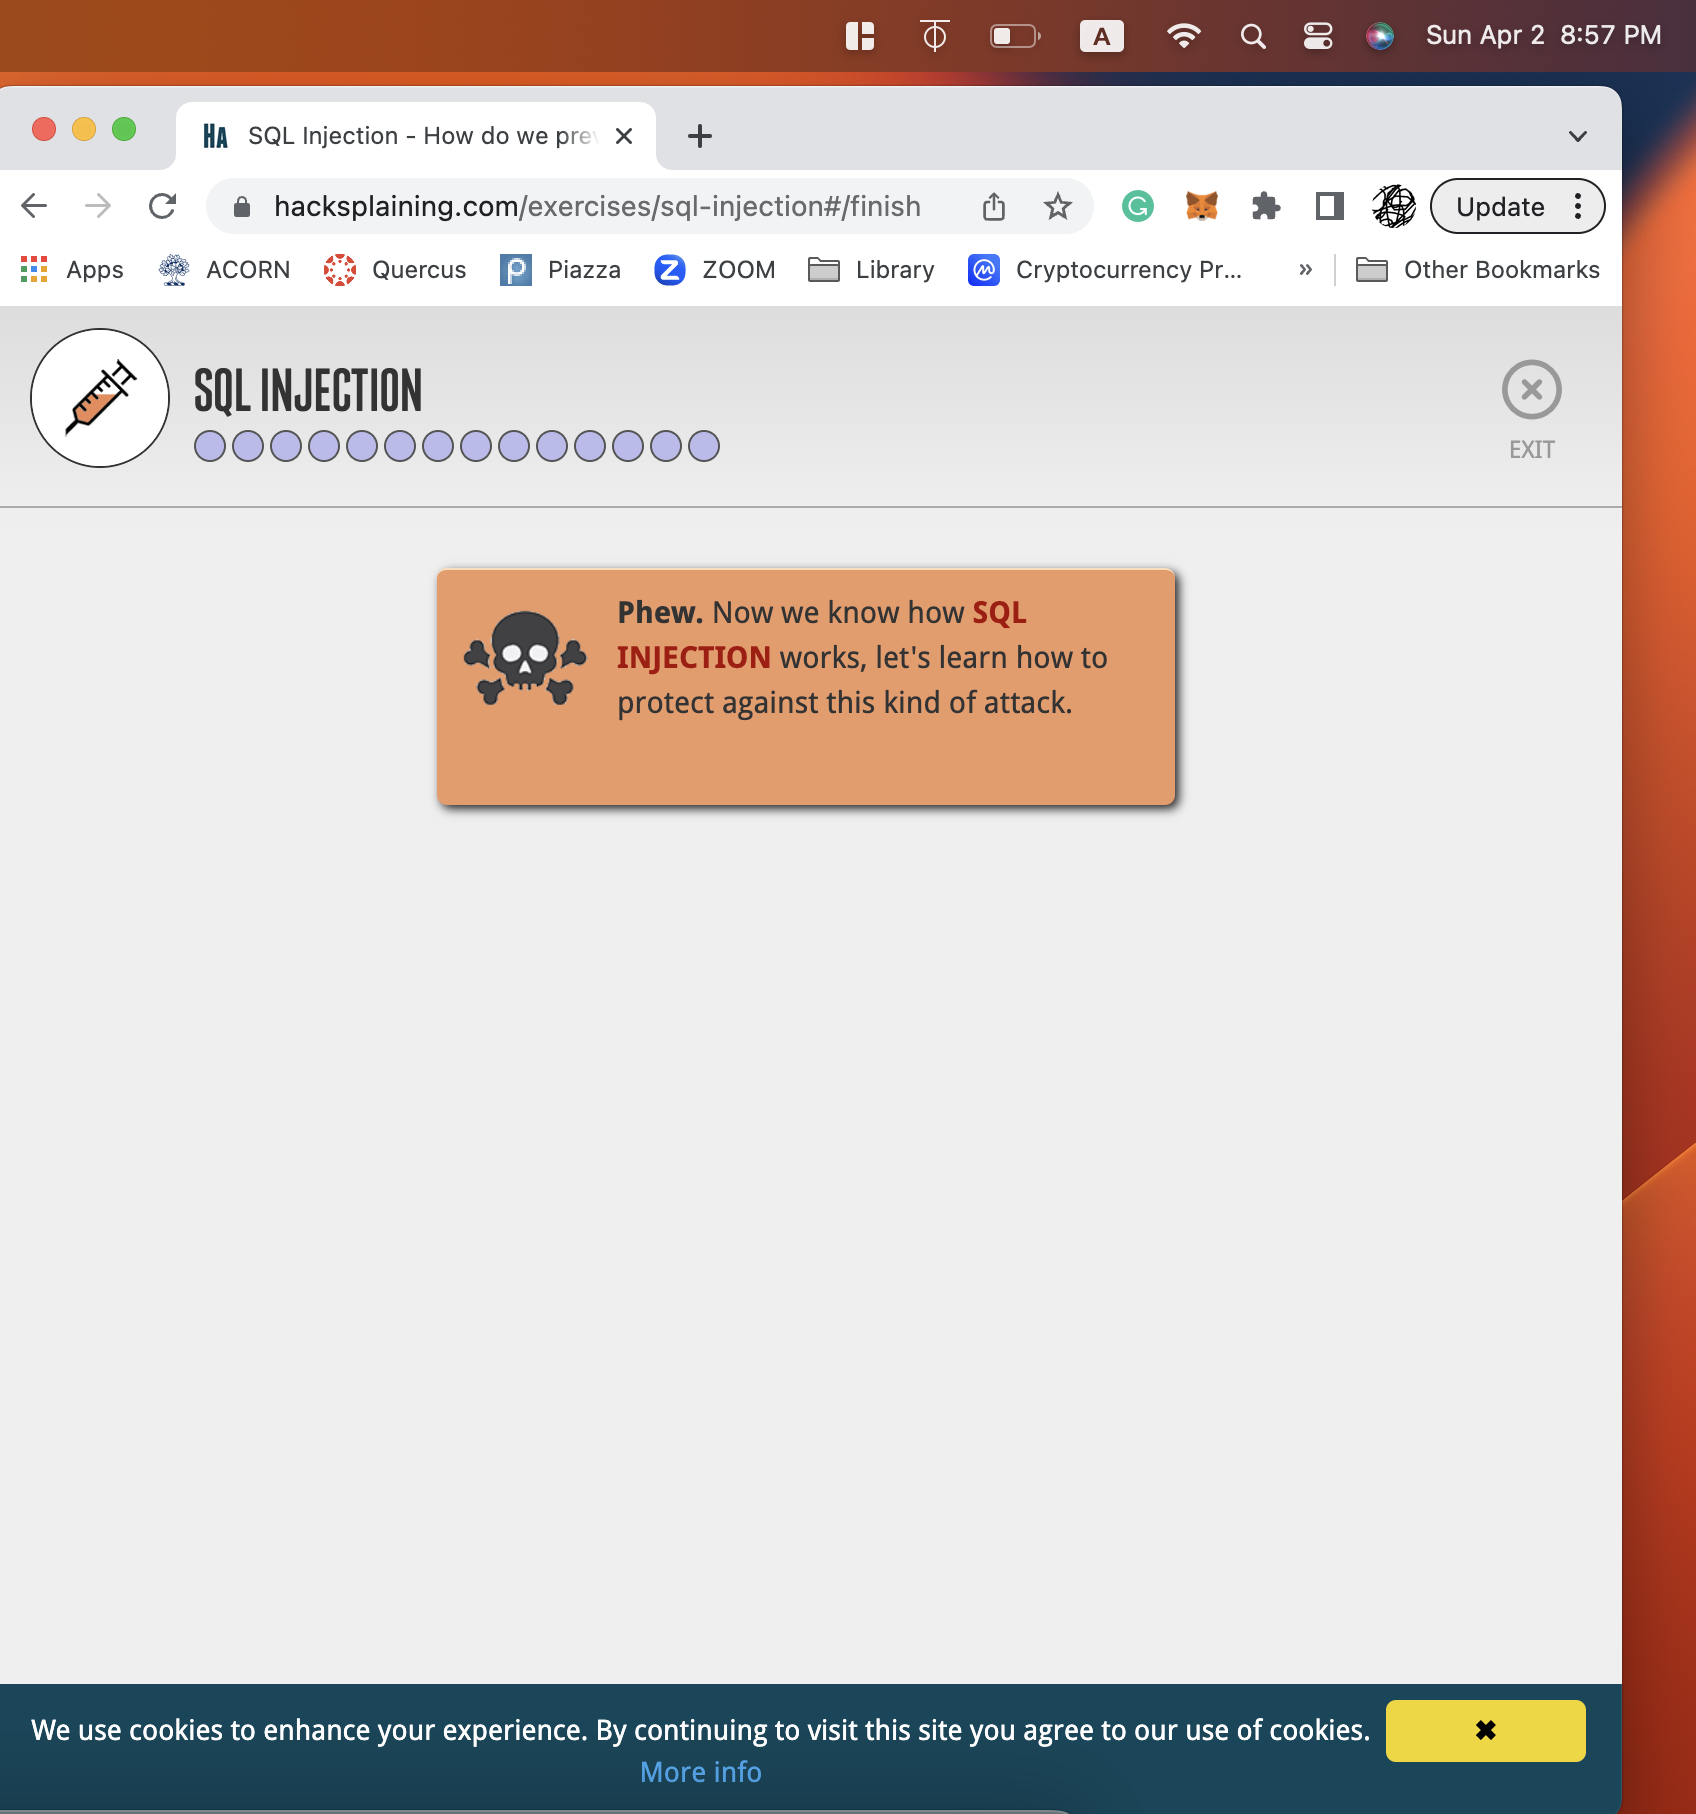 A
Sun Apr 2 8:57 PM
HA SQL Injection - How do we prev
hacksplaining.com/exercises/sql-injection#/finish
Update
Apps ACORN Quercus Piazza ZOOM Library Cryptocurrency Pr... » Other Bookmarks
SQL INJECTION
EXIT
Phew. Now we know how SQL
INJECTION works, let's learn how to
protect against this kind of attack.
We use cookies to enhance your experience. By continuing to visit this site you agree to our use of cookies.
More info